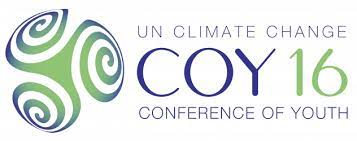 UN CLIMATE CHANGE
COY 16
CONFERENCE OF YOUTH